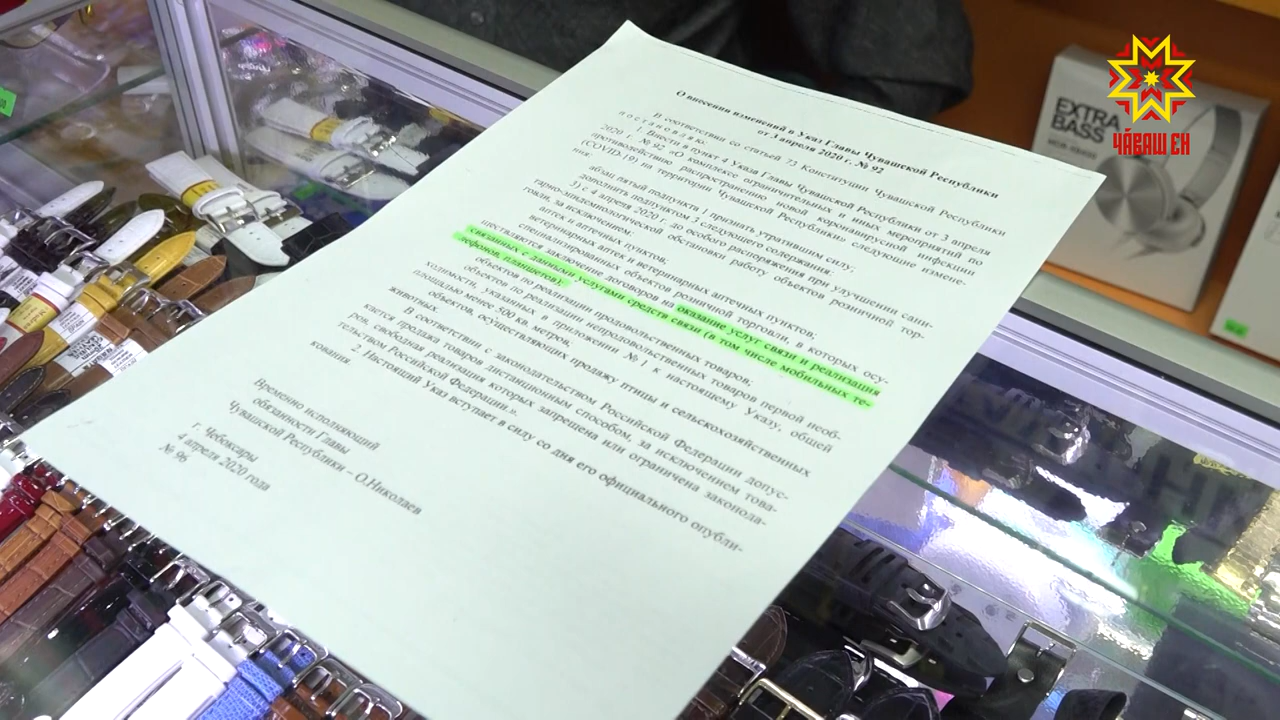 О внесении изменений в Указ Главы Чувашской Республики
от 3 апреля 2020 г. № 92
В соответствии со статьей 73 Конституции Чувашской Республики
п о с т а н о в л я ю:
1. Внести в пункт 4 Указа Главы Чувашской Республики от 3 апреля
2020 г. № 92 «О комплексе ограничительных и иных мероприятий по
противодействию распространению новой коронавирусной инфекции
(COVID-19) на территории Чувашской Республики» следующие измене-
ния:
абзац пятый подпункта 1 признать утратившим силу;
дополнить подпунктом 3 следующего содержания:
3) с 4 апреля 2020 г. до особого распоряжения при улучшении сани-
тарно-эпидемиологической обстановки работу объектов розничной тор-
говли, за исключением:
аптек и аптечных пунктов;
ветеринарных аптек и ветеринарных аптечных пунктов;
специализированных объектов розничной торговли, в которых осу-
ществляются заключение договоров на оказание услуг связи и реализация
связанных с данными услугами средств связи (в том числе мобильных те-
лефонов, планшетов);
объектов по реализации продовольственных товаров;
объектов по реализации непродовольственных товаров первой необ-
ходимости, указанных в приложении № 1 к настоящему Указу, общей
площадью менее 500 кв. метров;
объектов, осуществляющих продажу птицы и сельскохозяйственных
животных.
В соответствии с законодательством Российской Федерации допус-
кается продажа товаров дистанционным способом, за исключением това-
ров, свободная реализация которых запрещена или ограничена законода-
тельством Российской Федерации.».
2. Настоящий Указ вступает в силу со дня его официального опубли-
кования
Временно исполняющий
обязанности Главы
Чувашской Республики – О.Николаев
г. Чебоксары
4 апреля 2020 года
№ 96
EXTRA
BASS
ЧĂВАШ ЕН